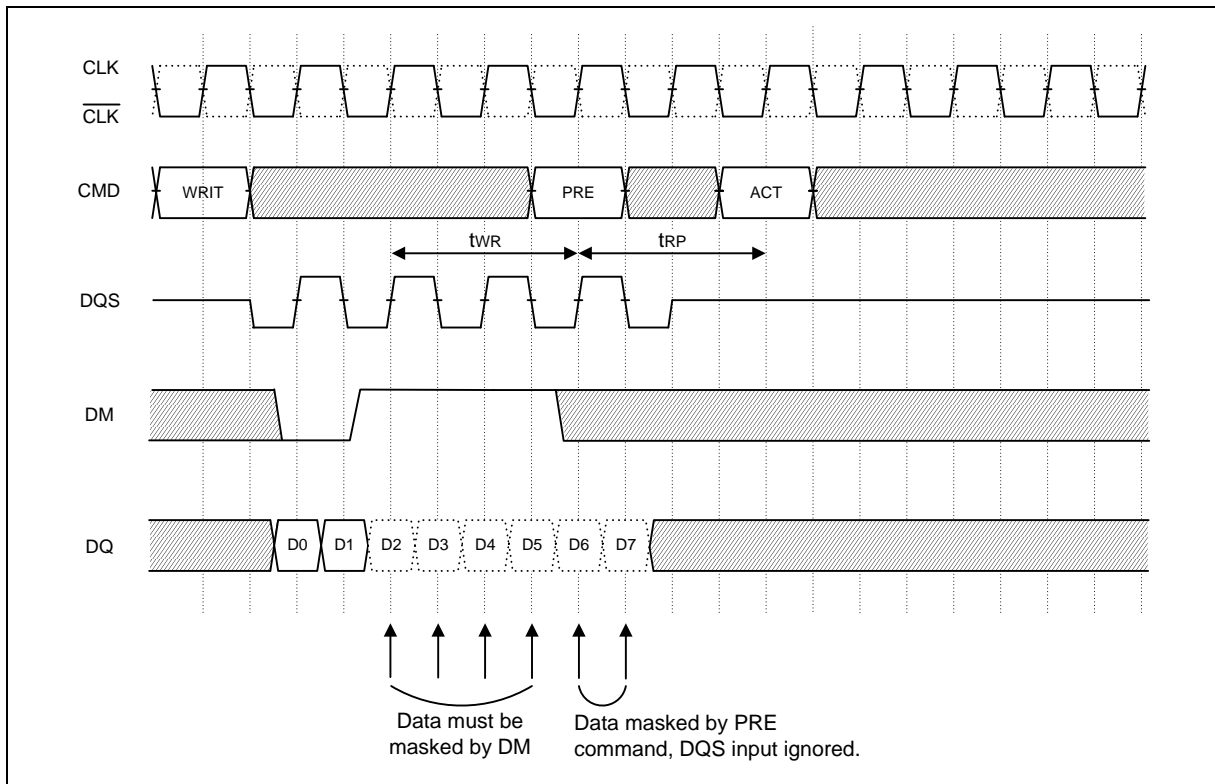 CLK
CLK
CMD
WRIT
PRE
ACT
tWR
tRP
DQS
DM
DQ
D0
D1
D2
D3
D4
D5
D6
D7
Data must be
masked by DM
Data masked by PRE
command, DQS input ignored.